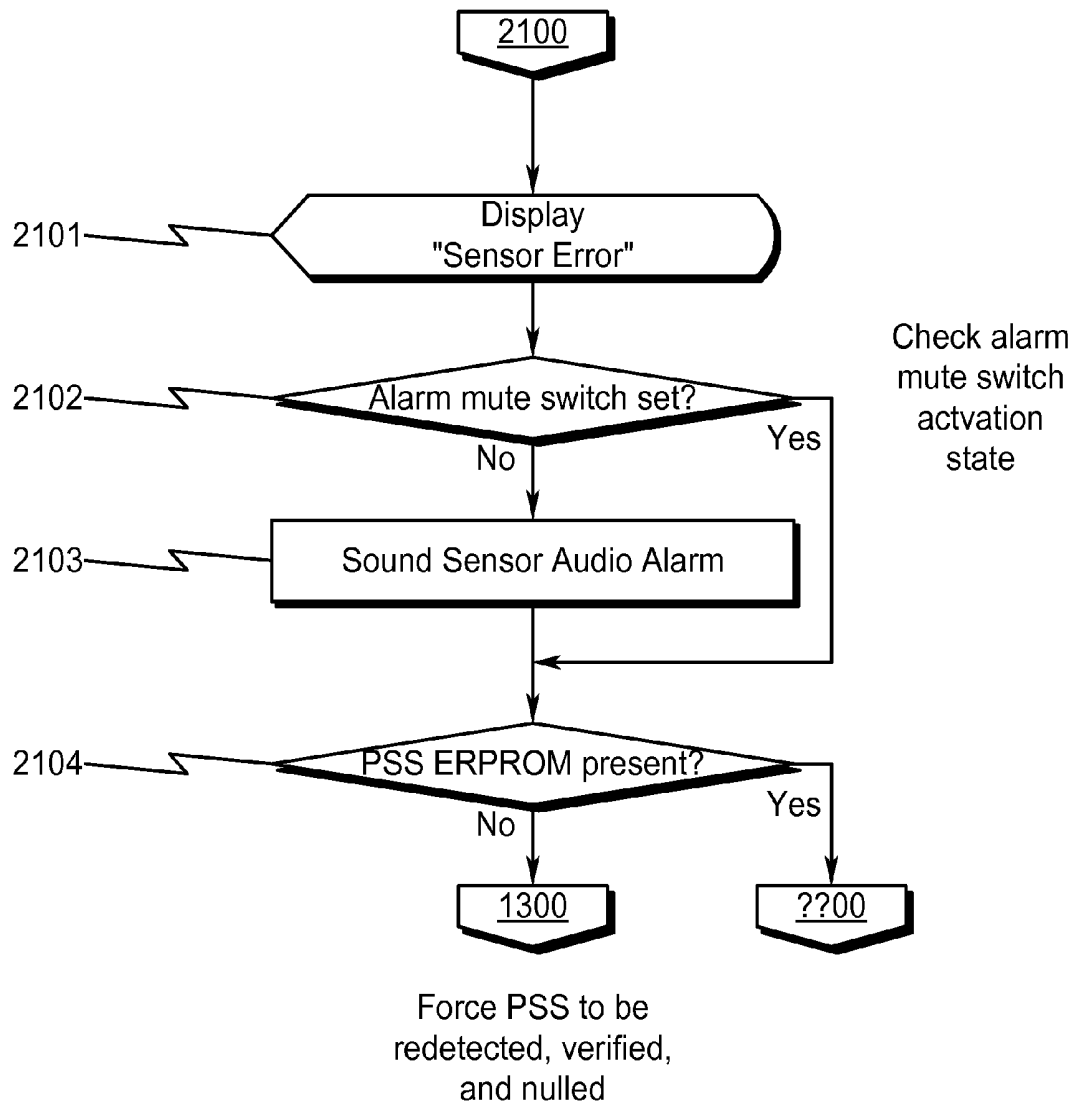 2100
2101
Display
"Sensor Error"
Check alarm
mute switch
actvation
state
2102
Alarm mute switch set?
Yes
No
2103
Sound Sensor Audio Alarm
2104
PSS ERPROM present?
Yes
No
1300
??00
Force PSS to be
redetected, verified,
and nulled